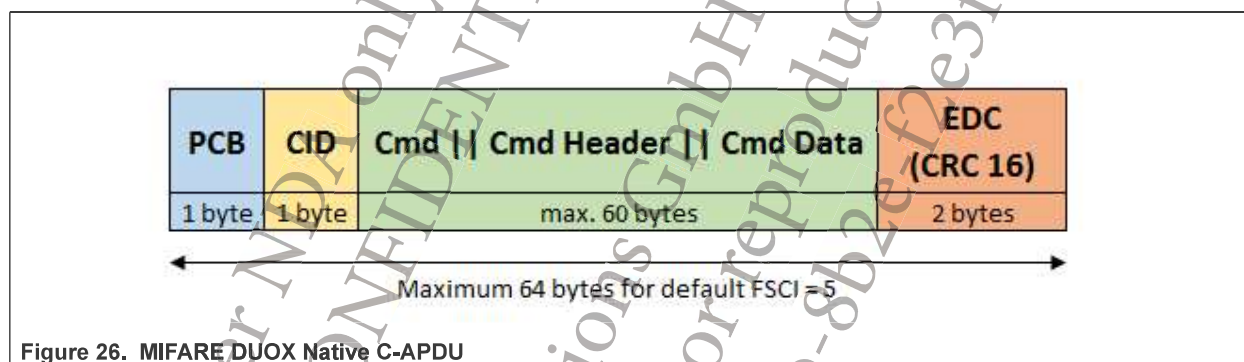 PCB CID Cmd || Cmd Header || Cmd Data EDC
(CRC 16)
1 byte 1 byte max. 60 bytes 2 bytes
Maximum 64 bytes for default FSCI = 5
Figure 26. MIFARE DUOX Native C-APDU